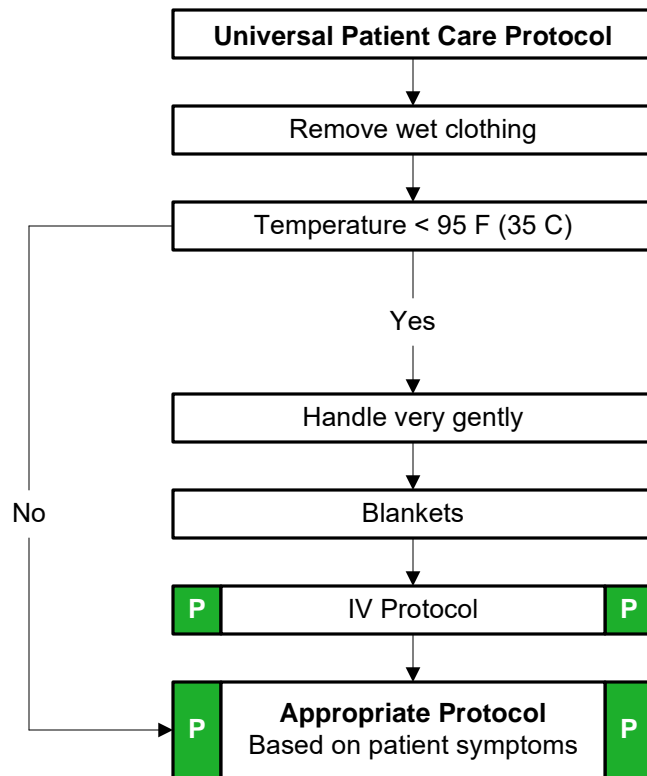 Universal Patient Care Protocol
Remove wet clothing
Temperature < 95 F (35 C)
Yes
Handle very gently
No
Blankets
P IV Protocol P
P Appropriate Protocol P
Based on patient symptoms